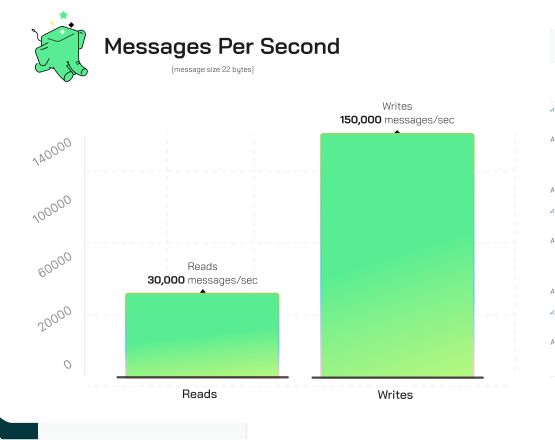 Messages Per Second
(message size 22 bytes)
Writes
150,000 messages/sec
140000
100000
60000
20000
0
Reads
30,000 messages/sec
Reads
Writes